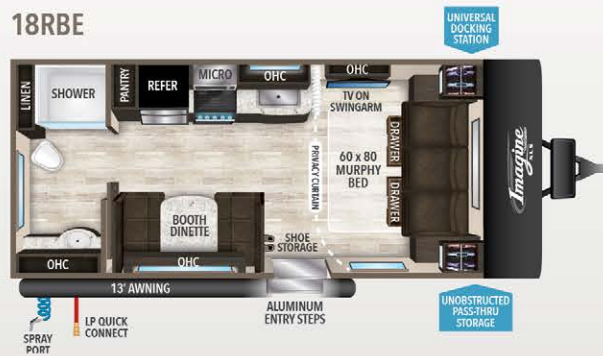 18RBE
UNIVERSAL
DOCKING
STATION
LINEN
SHOWER
PANTRY
REFER
MICRO
OHC
OHC
TV ON
SWINGARM
DRAWER
DRAWER
60 x 80
MURPHY
BED
PRIVACY CURTAIN
Imagine
XLS
BOOTH
DINETTE
SHOE
STORAGE
OHC
OHC
13' AWNING
ALUMINUM
ENTRY STEPS
UNOBSTRUCTED
PASS-THRU
STORAGE
SPRAY
PORT
LP QUICK
CONNECT